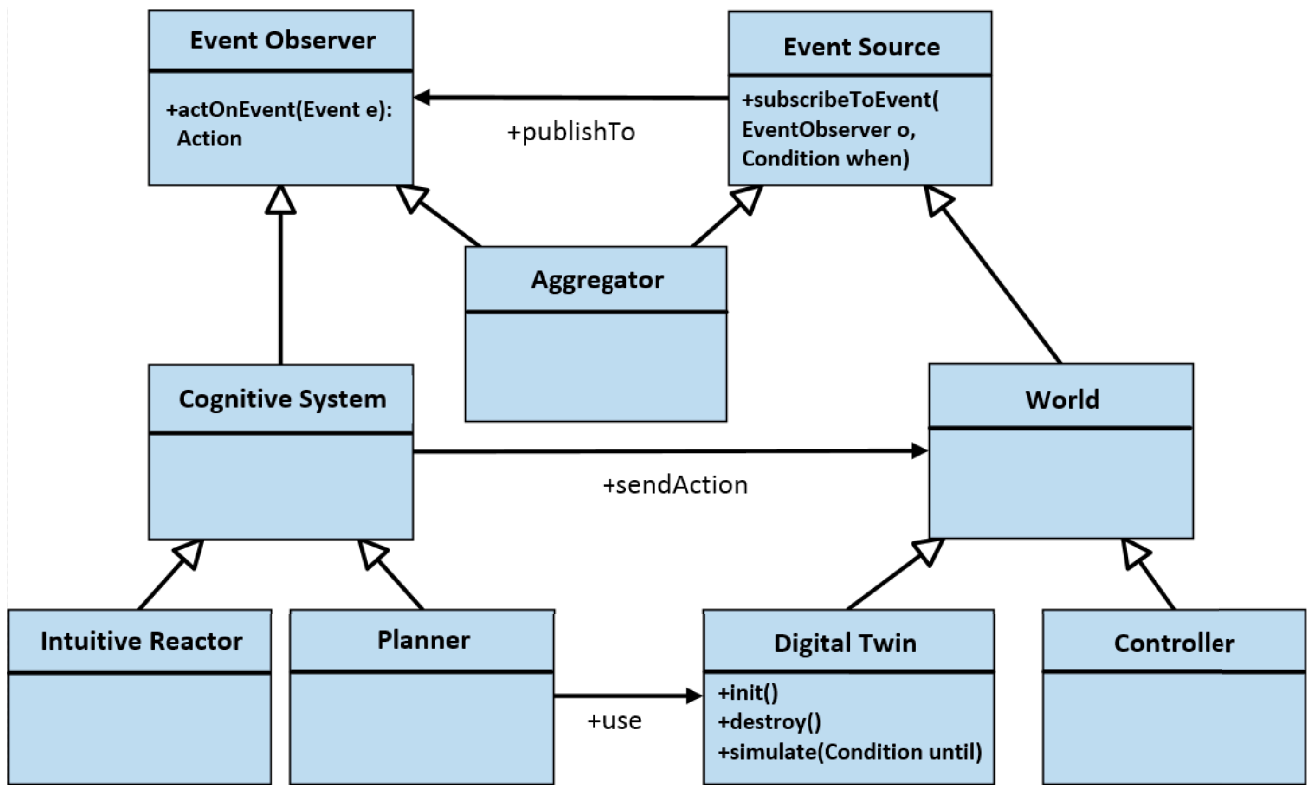 Event Observer
+actOnEvent(Event e):
Action
Event Source
+subscribeToEvent(
EventObserver o,
Condition when)
+publishTo
Aggregator
Cognitive System
World
+sendAction
Intuitive Reactor
Planner
+use
Digital Twin
+init()
+destroy()
+simulate(Condition until)
Controller